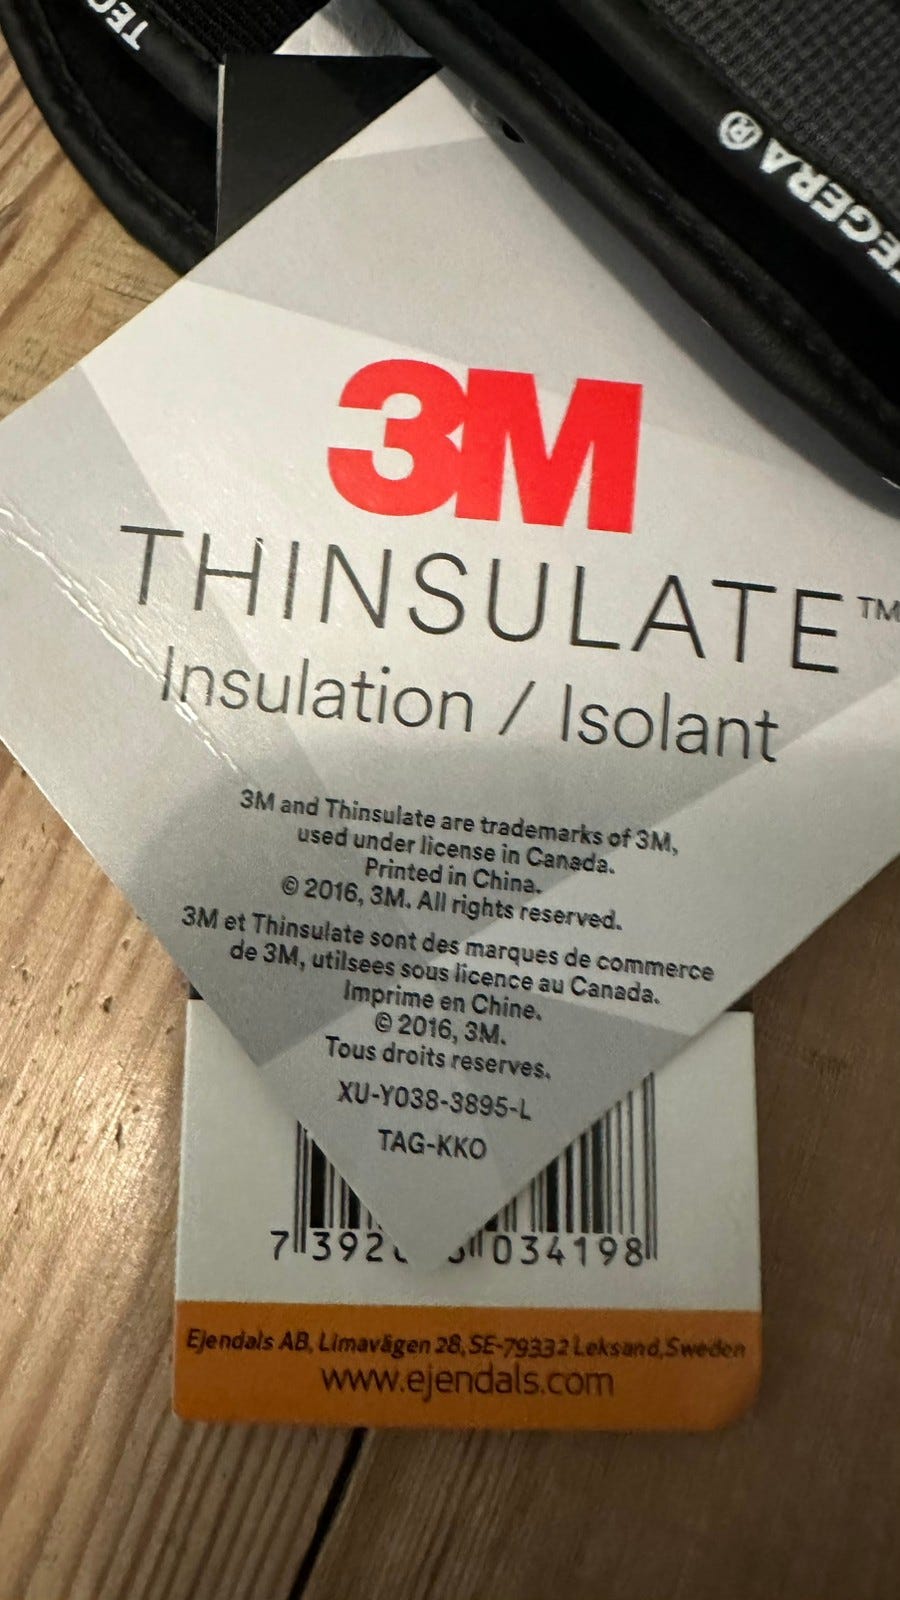 TEGERA®
3M
THINSULATE™
Insulation / Isolant
3M and Thinsulate are trademarks of 3M,
used under license in Canada.
Printed in China.
© 2016, 3M. All rights reserved.
3M et Thinsulate sont des marques de commerce
de 3M, utilsees sous licence au Canada.
Imprime en Chine.
© 2016, 3M.
Tous droits reserves.
XU-Y038-3895-L
TAG-KKO
7 392 034198
Ejendals AB, Limavägen 28, SE-79332 Leksand, Sweden
www.ejendals.com